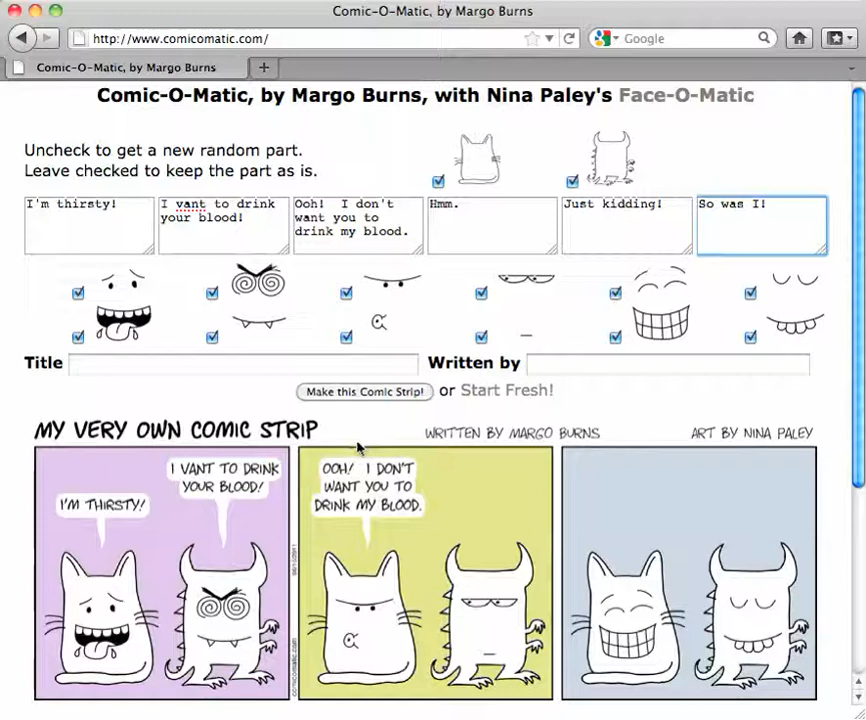 Comic-O-Matic, by Margo Burns
http://www.comicomatic.com/
Google
Comic-O-Matic, by Margo Burns
Comic-O-Matic, by Margo Burns, with Nina Paley's Face-O-Matic
Uncheck to get a new random part.
Leave checked to keep the part as is.
I'm thirsty!
I vant to drink
your blood!
Ooh! I don't
want you to
drink my blood.
Hmm.
Just kidding!
So was I!
Title
Written by
Make this Comic Strip! or Start Fresh!
MY VERY OWN COMIC STRIP
WRITTEN BY MARGO BURNS
ART BY NINA PALEY
I'M THIRSTY!
I VANT TO DRINK
YOUR BLOOD!
OOH! I DON'T
WANT YOU TO
DRINK MY BLOOD.
comicomatic.com